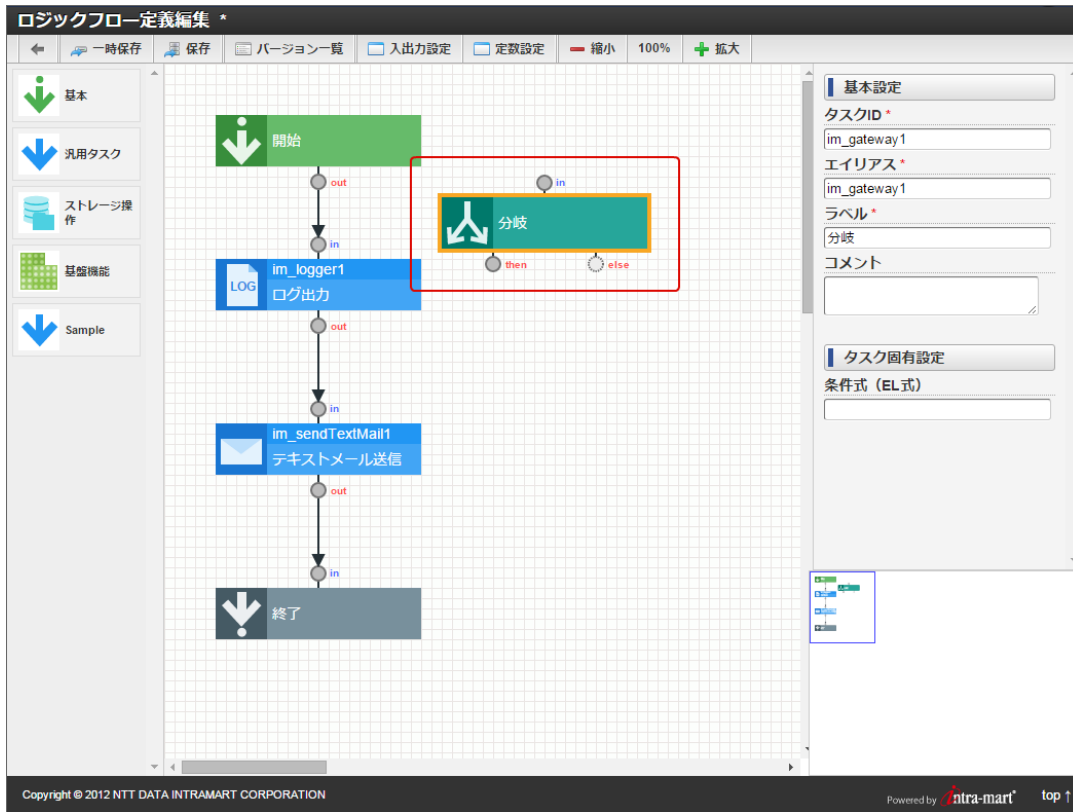 ロジックフロー定義編集 *
一時保存
保存
バージョン一覧
入出力設定
定数設定
縮小
100%
拡大
基本
汎用タスク
ストレージ操
作
基盤機能
Sample
開始
out
in
im_logger1
LOG
ログ出力
out
in
im_sendTextMail1
テキストメール送信
out
in
終了
in
分岐
then
else
基本設定
タスクID *
im_gateway1
エイリアス *
im_gateway1
ラベル *
分岐
コメント
タスク固有設定
条件式（EL式）
Copyright © 2012 NTT DATA INTRAMART CORPORATION
Powered by intra-mart
top ↑